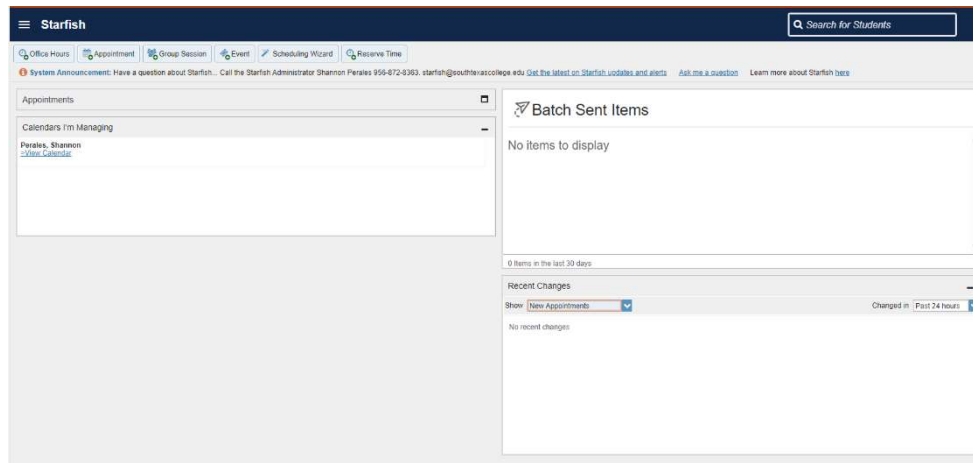 Starfish
Search for Students
Office Hours
Appointment
Group Session
Event
Scheduling Wizard
Reserve Time
System Announcement: Have a question about Starfish... Call the Starfish Administrator Shannon Perales 956-872-8363. starfish@southtexascollege.edu Get the latest on Starfish updates and alerts Ask me a question Learn more about Starfish here
Appointments
Calendars I'm Managing
Perales, Shannon
»View Calendar
Batch Sent Items
No items to display
0 Items in the last 30 days
Recent Changes
Show New Appointments
Changed in Past 24 hours
No recent changes